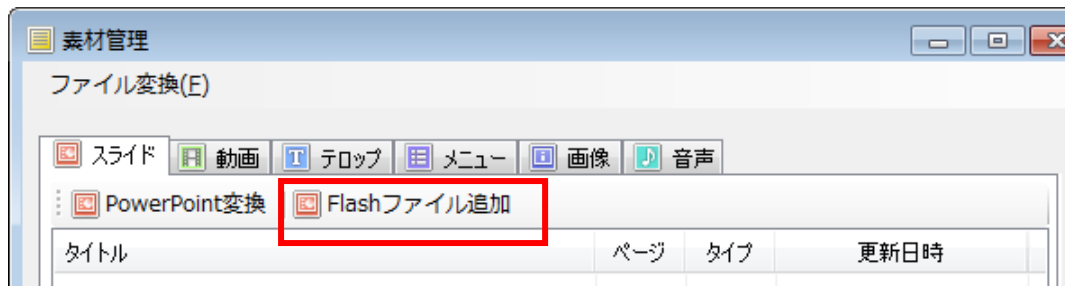 素材管理
ファイル変換(F)
スライド 動画 テロップ メニュー 画像 音声
PowerPoint変換 Flashファイル追加
タイトル ページ タイプ 更新日時